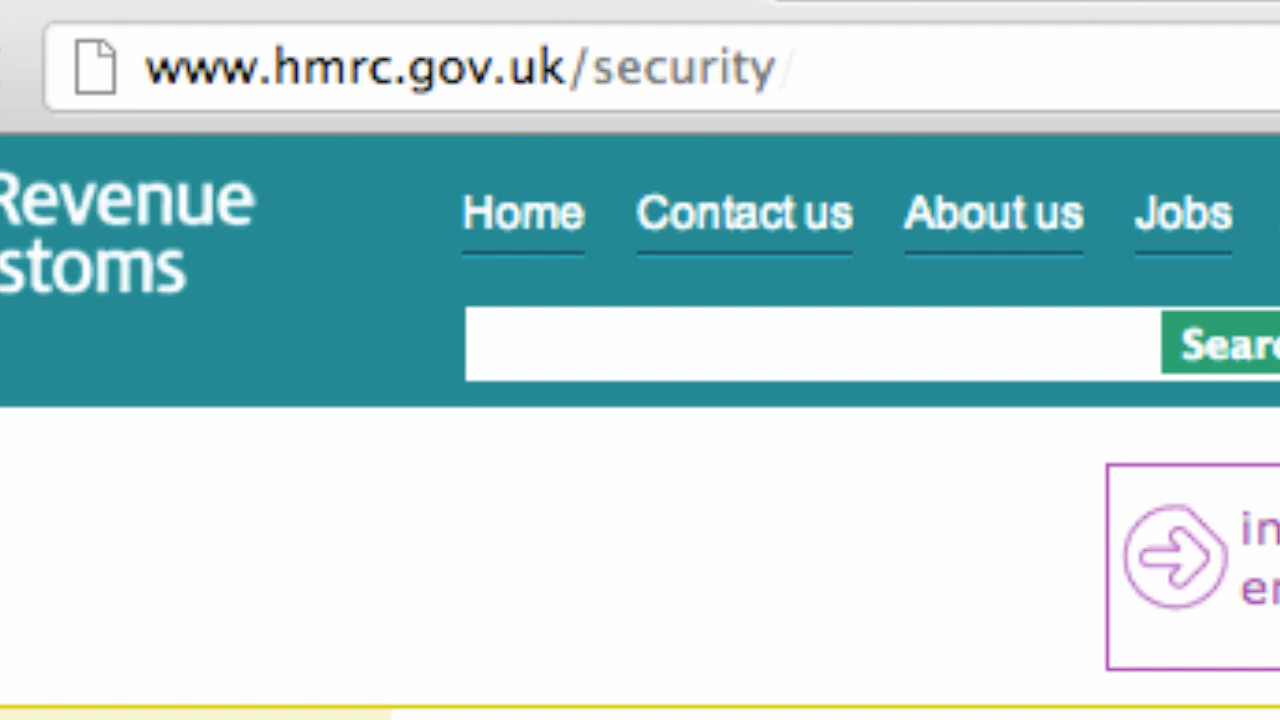 www.hmrc.gov.uk/security/
Revenue
stoms
Home Contact us About us Jobs
Sear
in
er